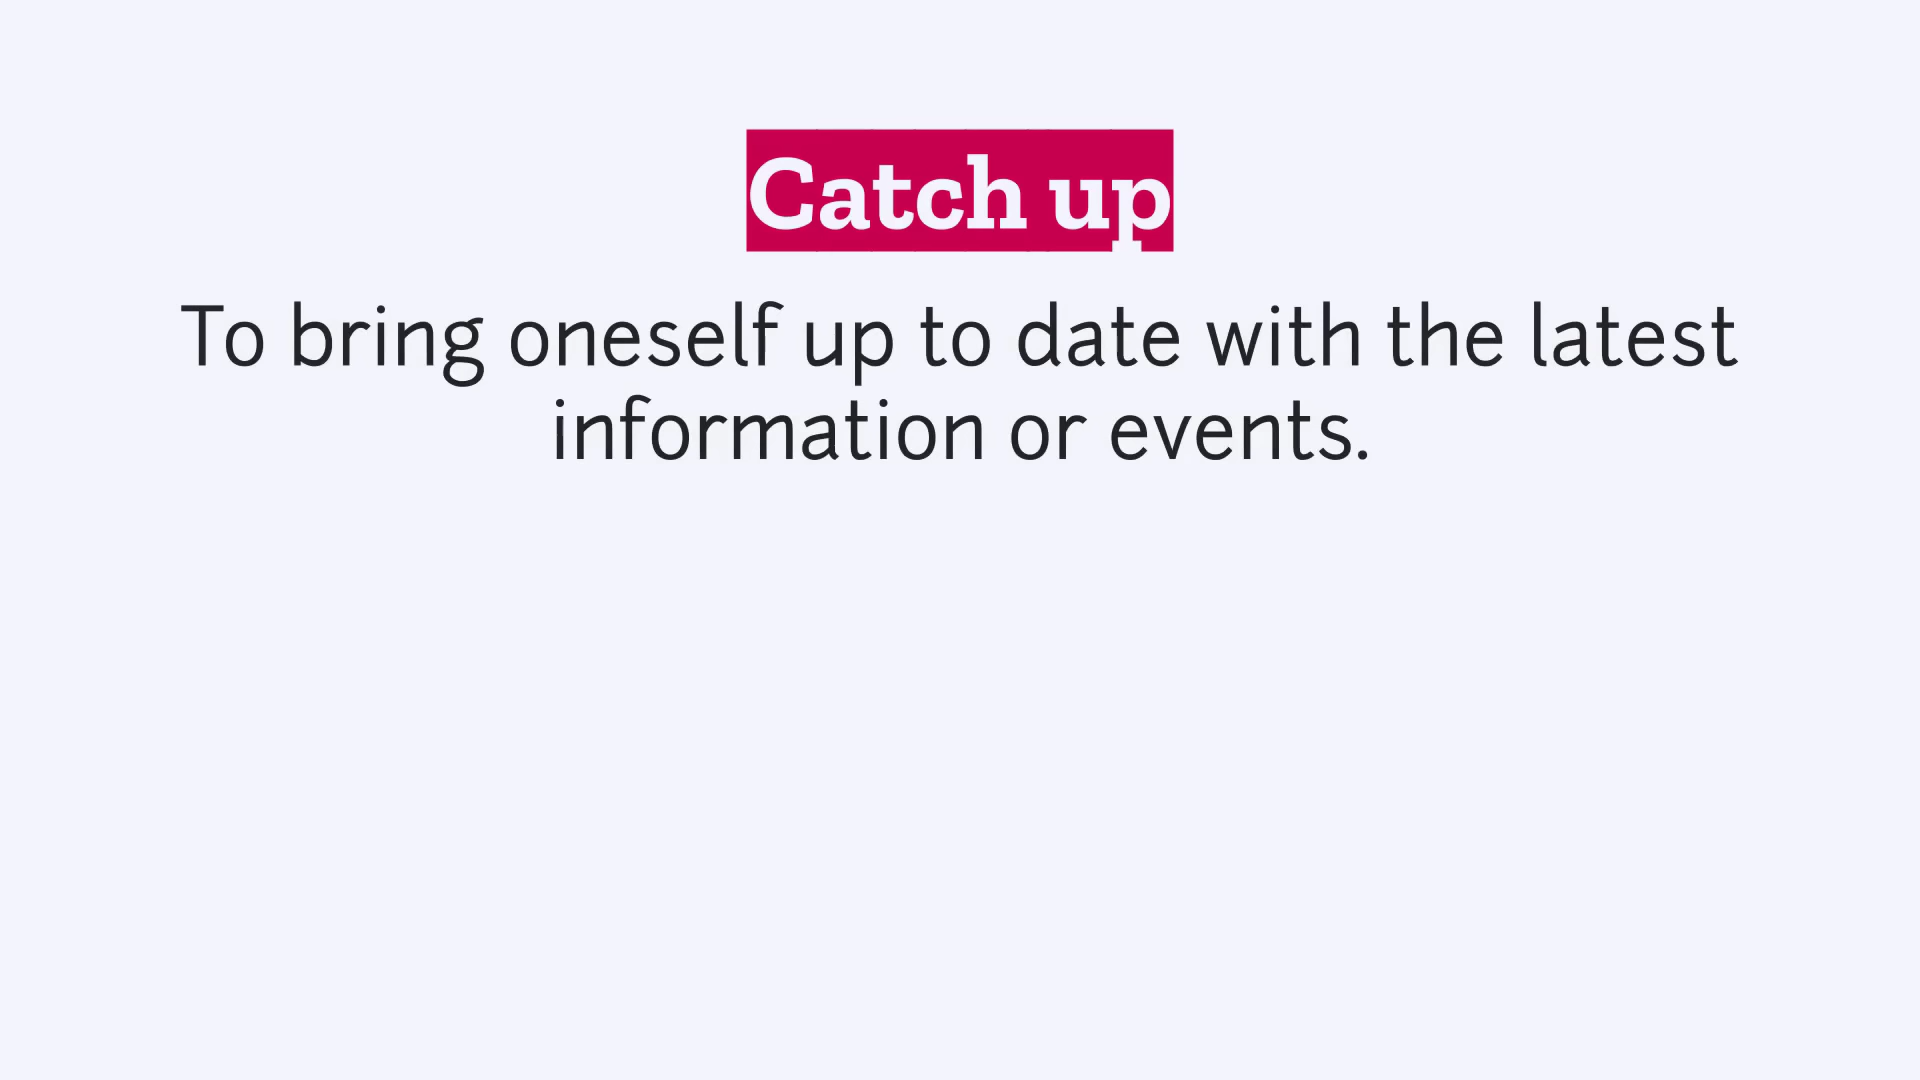 Catch up
To bring oneself up to date with the latest
information or events.